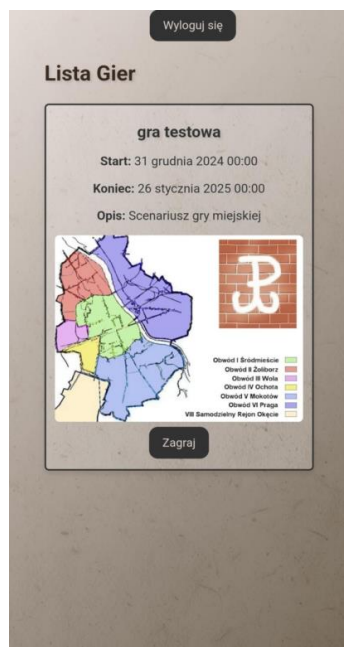 Wyloguj się
Lista Gier
gra testowa
Start: 31 grudnia 2024 00:00
Koniec: 26 stycznia 2025 00:00
Opis: Scenariusz gry miejskiej
Obwód I Śródmieście
Obwód II Żoliborz
Obwód III Wola
Obwód IV Ochota
Obwód V Mokotów
Obwód VI Praga
VIII Samodzielny Rejon Okęcie
Zagraj